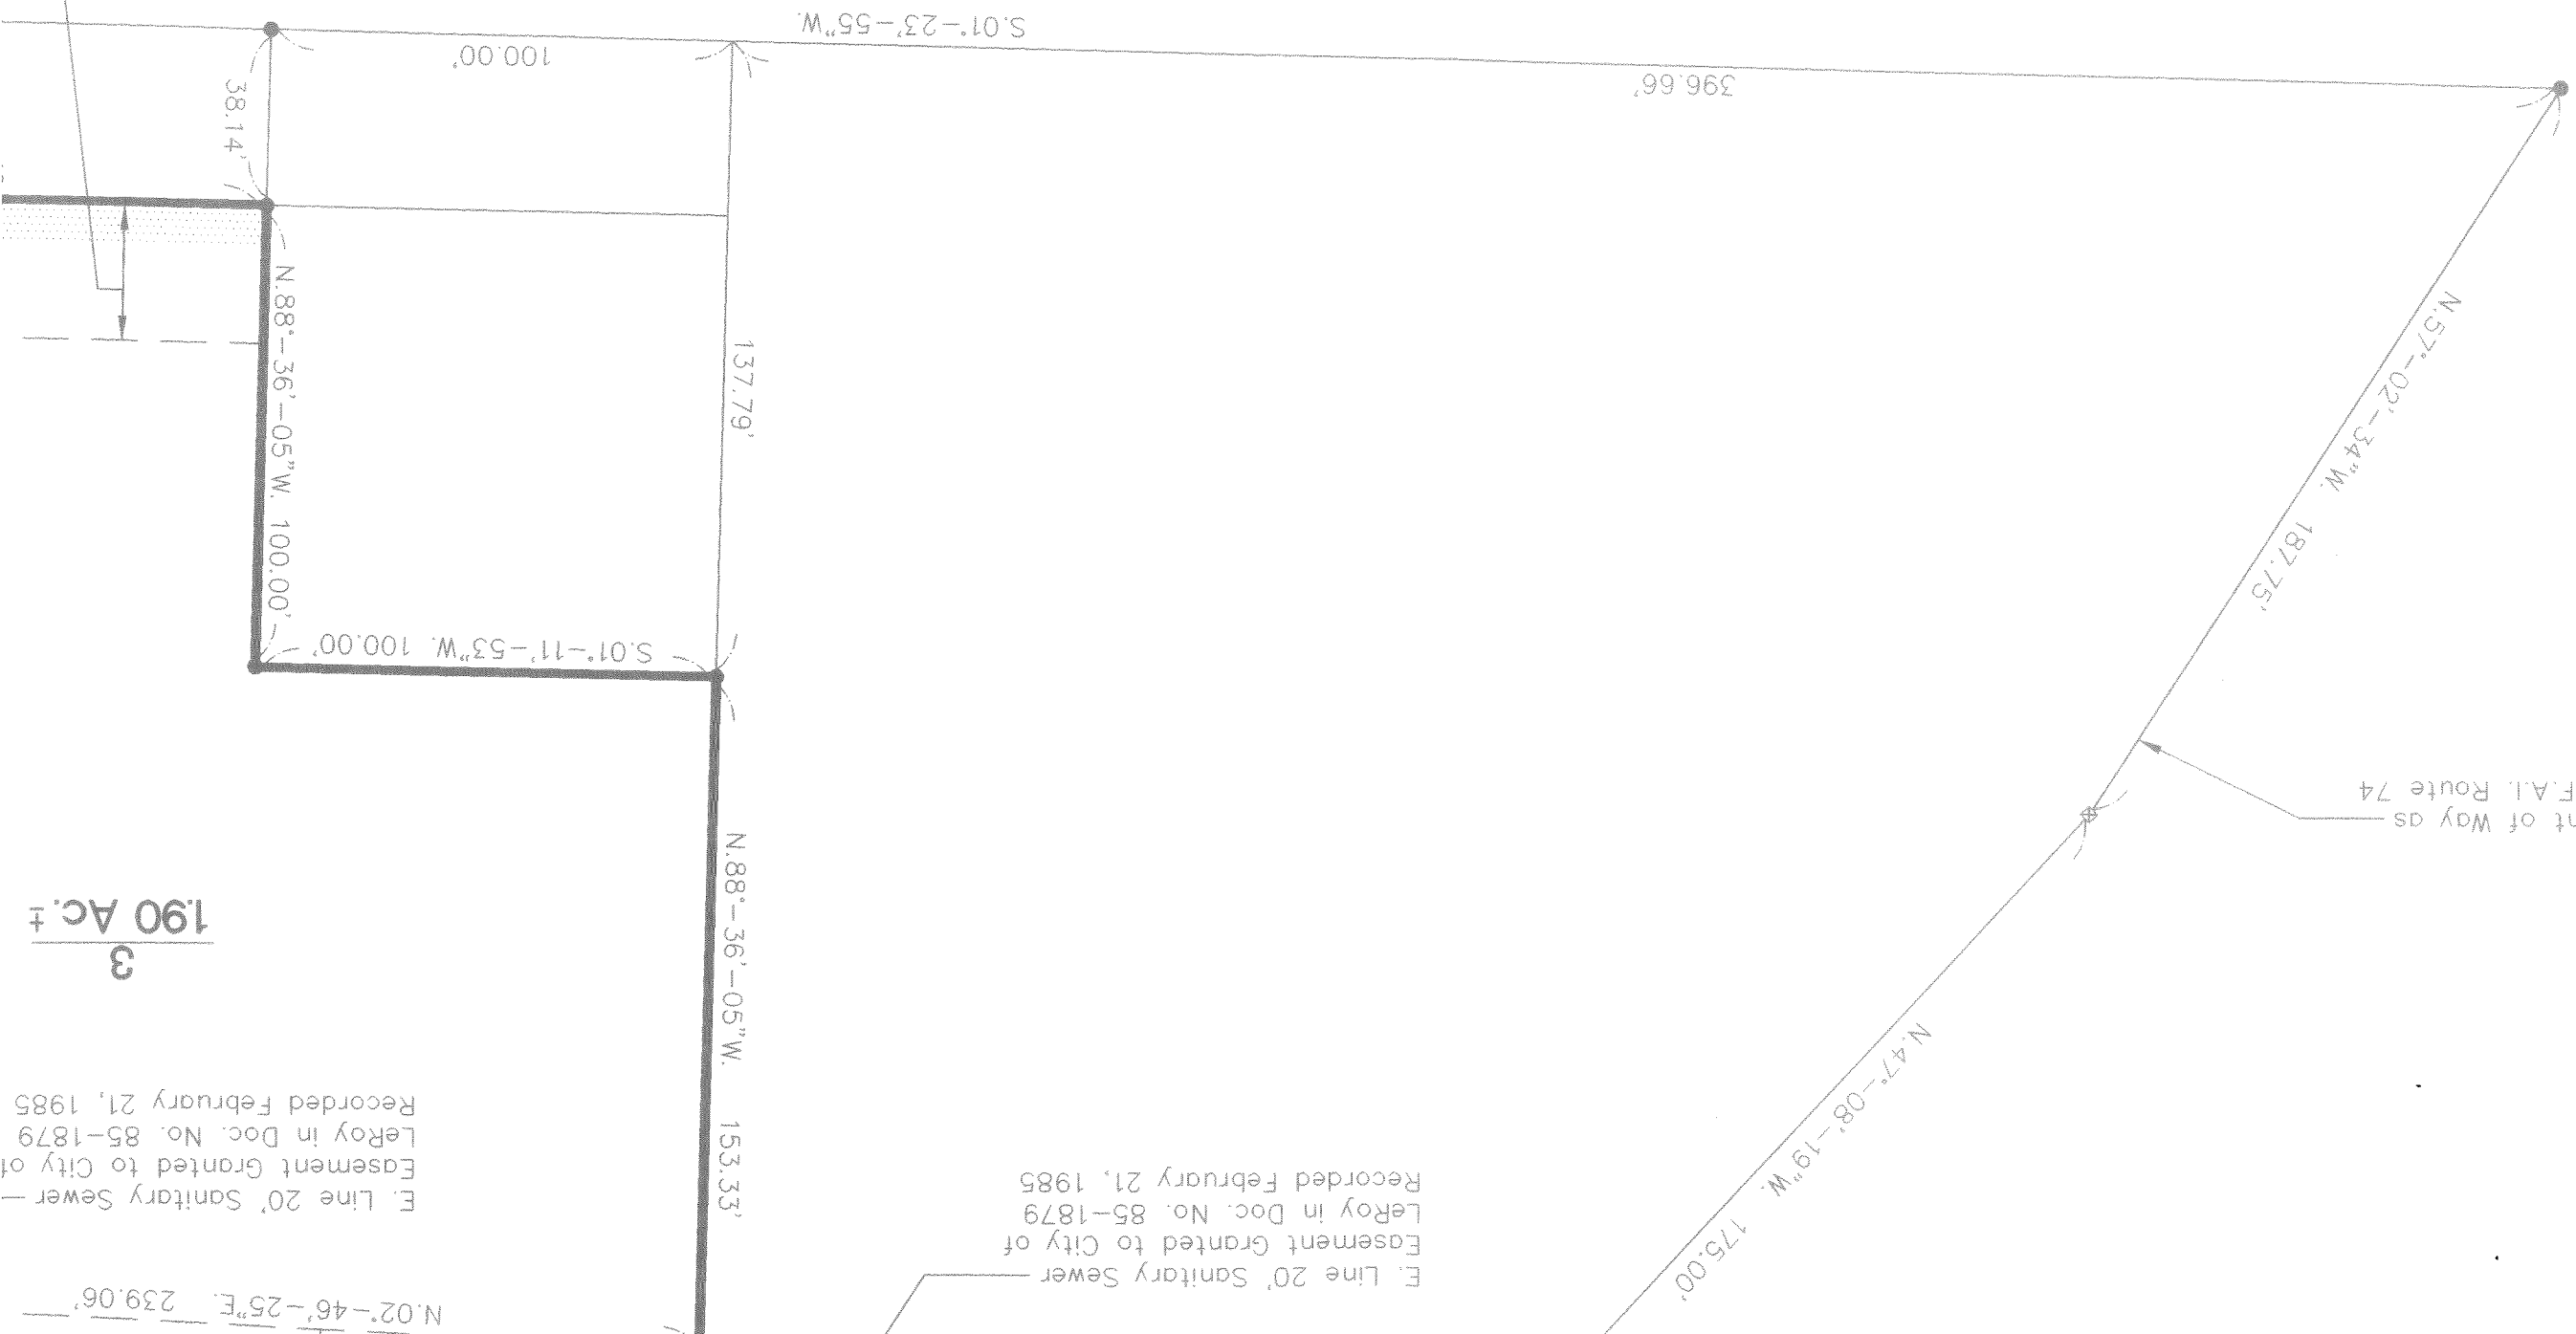 N.02°-46'-25"E. 239.06'
E. Line 20' Sanitary Sewer
Easement Granted to City of
LeRoy in Doc. No. 85-1879
Recorded February 21, 1985
E. Line 20' Sanitary Sewer
Easement Granted to City of
LeRoy in Doc. No. 85-1879
Recorded February 21, 1985
175.00'
N.47°-08'-19"W.
N.88°-36'-05"W. 153.33'
3
1.90 Ac.±
of Way as
F.A.I. Route 74
S.01°-11'-53"W. 100.00'
N.88°-36'-05"W. 100.00'
137.79'
N.57°-02'-34"W. 187.75'
38.14'
396.66'
100.00'
S.01°-23'-55"W.